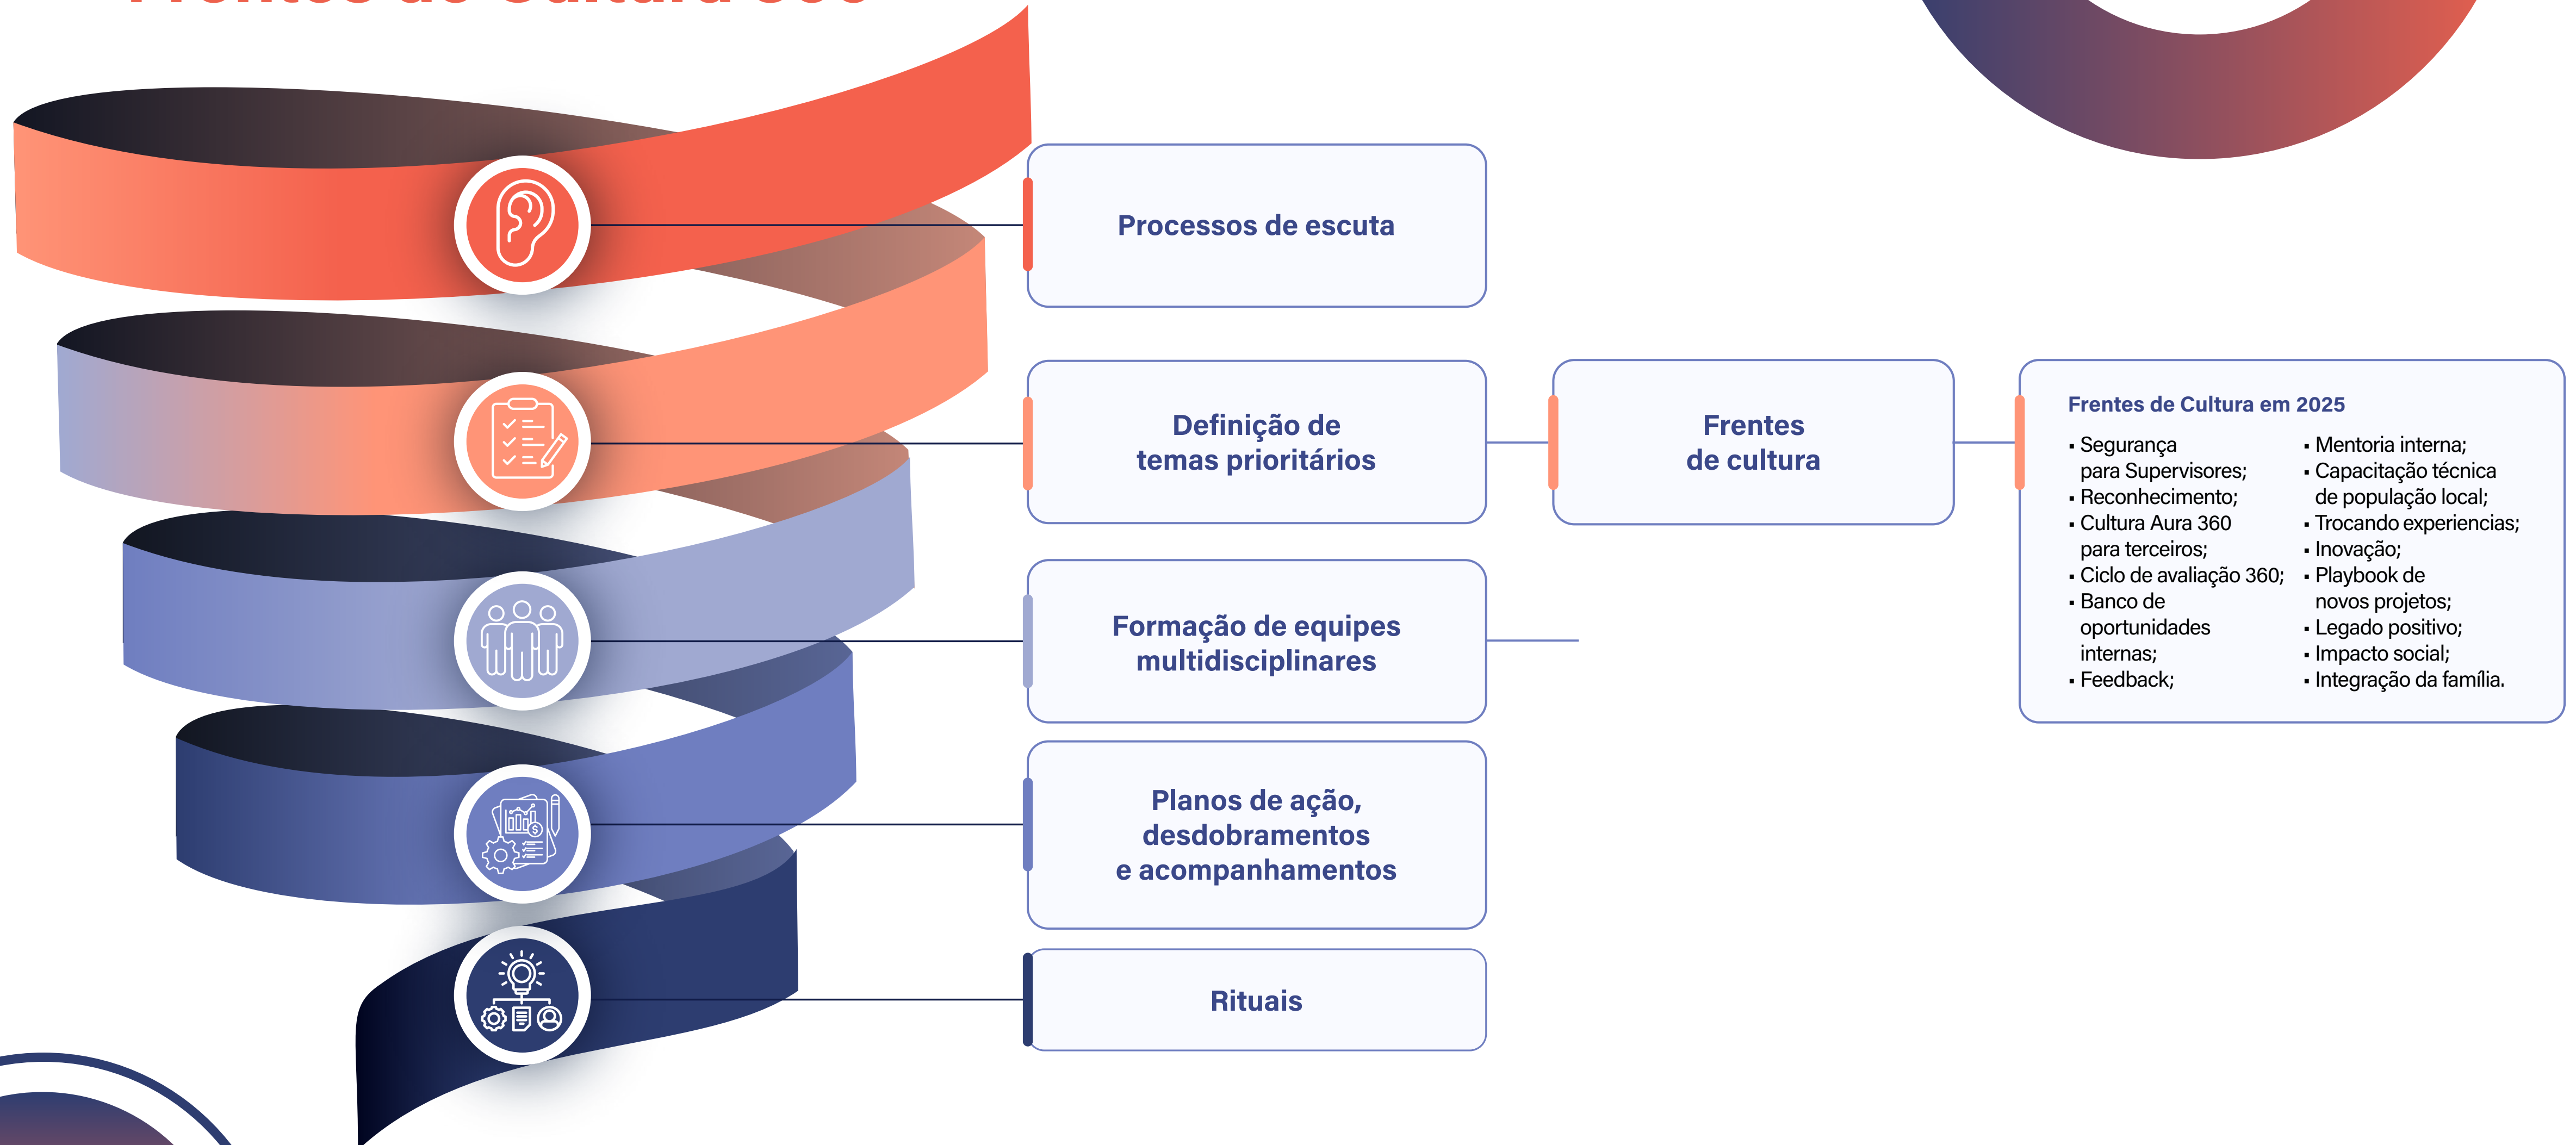 Processos de escuta
Definição de
temas prioritários
Frentes
de cultura
Frentes de Cultura em 2025
▪ Segurança
para Supervisores;
▪ Reconhecimento;
▪ Cultura Aura 360
para terceiros;
▪ Ciclo de avaliação 360;
▪ Banco de
oportunidades
internas;
▪ Feedback;
▪ Mentoria interna;
▪ Capacitação técnica
de população local;
▪ Trocando experiencias;
▪ Inovação;
▪ Playbook de
novos projetos;
▪ Legado positivo;
▪ Impacto social;
▪ Integração da família.
Formação de equipes
multidisciplinares
Planos de ação,
desdobramentos
e acompanhamentos
Rituais